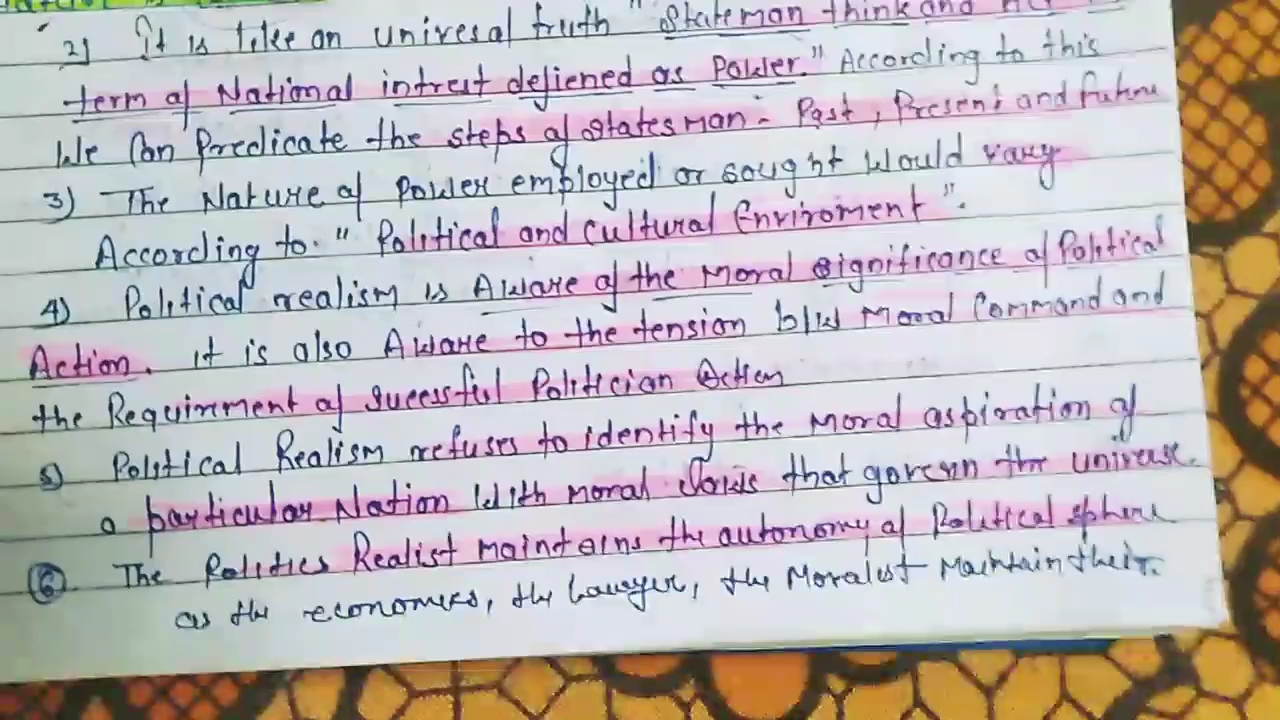 2) It is like an univesal truth "Stateman think and
term of National intrest defiened as Power." According to this
We Can Predicate the steps of statesman - Past, Present and future
3) The Nature of Power employed or sought would vary
According to "Political and cultural Enviroment".
4) Political realism is Aware of the Moral significance of Political
Action. it is also Aware to the tension b/w Moral Command and
the Requirment of sucessful Politician Action
5) Political Realism refuses to identify the Moral aspiration of
a particular Nation With moral laws that govern the universe.
6 The Politics Realist maintains the autonomy of Political sphere
as the economics, the lawyer, the Moralist Maintain their.